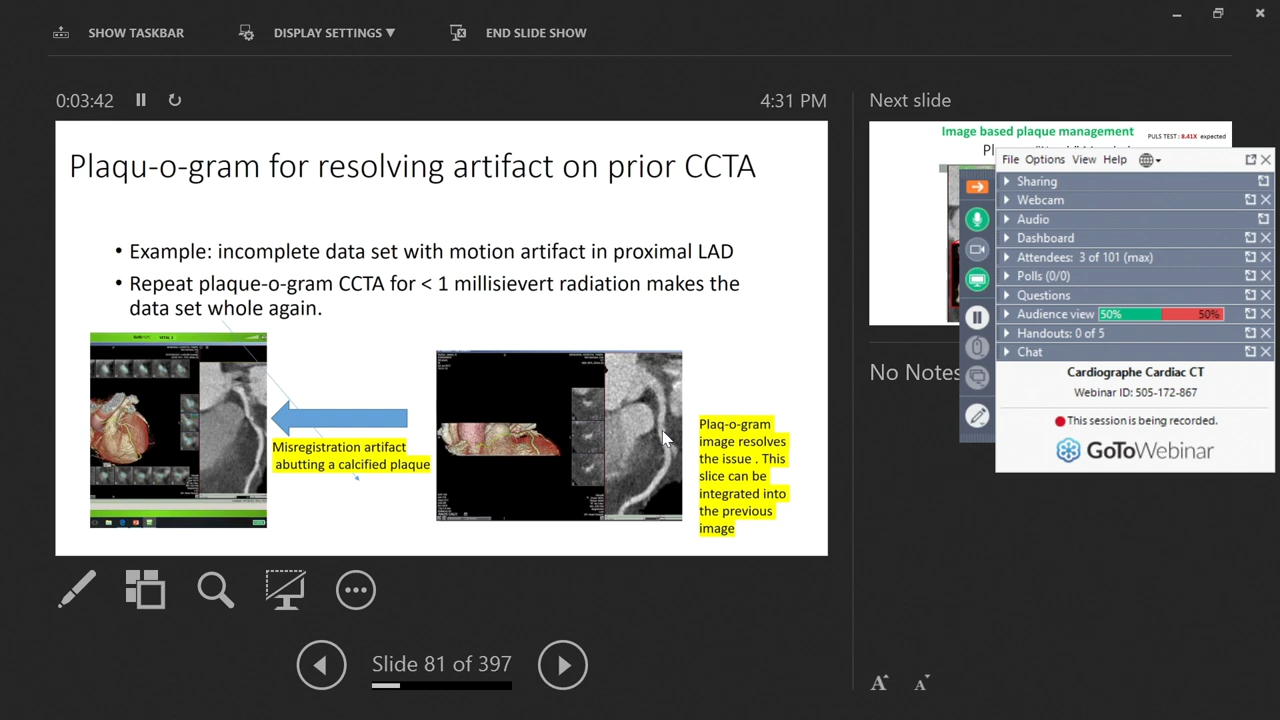 SHOW TASKBAR
DISPLAY SETTINGS ▼
END SLIDE SHOW
0:03:42
4:31 PM
Plaqu-o-gram for resolving artifact on prior CCTA
• Example: incomplete data set with motion artifact in proximal LAD
• Repeat plaque-o-gram CCTA for < 1 millisievert radiation makes the
data set whole again.
Misregistration artifact
abutting a calcified plaque
Plaq-o-gram
image resolves
the issue . This
slice can be
integrated into
the previous
image
Slide 81 of 397
Next slide
Image based plaque management
PULS TEST : 8.41X expected
No Notes
File Options View Help
Sharing
Webcam
Audio
Dashboard
Attendees: 3 of 101 (max)
Polls (0/0)
Questions
Audience view 50% 50%
Handouts: 0 of 5
Chat
Cardiographe Cardiac CT
Webinar ID: 505-172-867
This session is being recorded.
GoToWebinar
A A